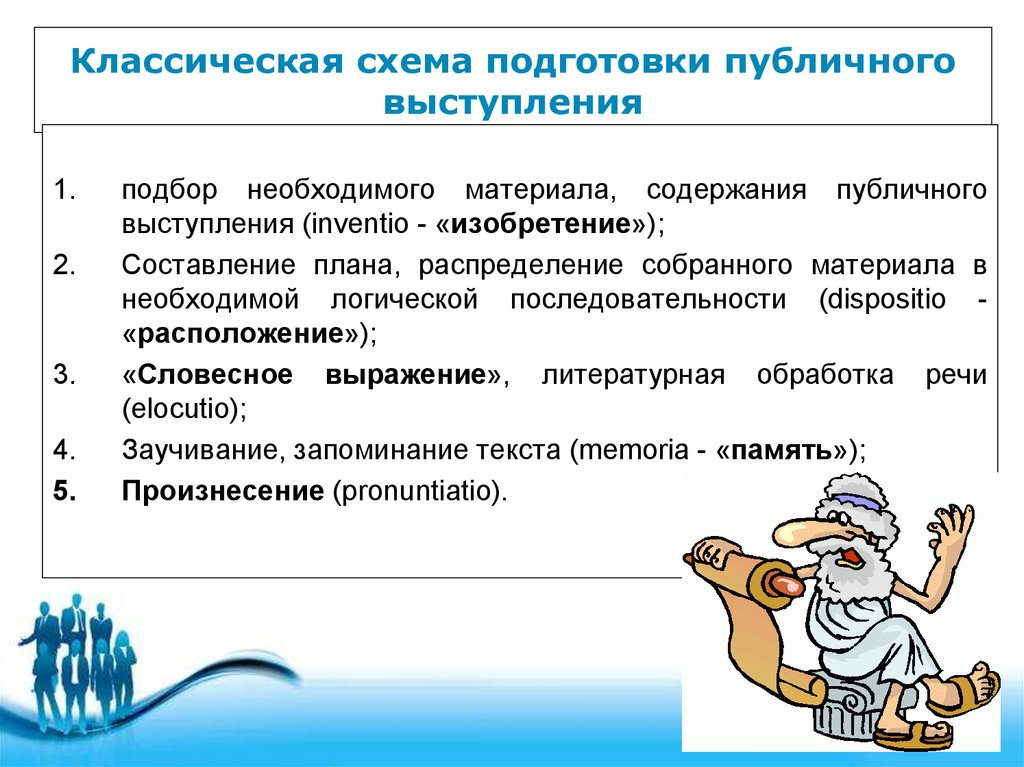 Классическая схема подготовки публичного
выступления
1. подбор необходимого материала, содержания публичного
выступления (inventio - «изобретение»);
2. Составление плана, распределение собранного материала в
необходимой логической последовательности (dispositio -
«расположение»);
3. «Словесное выражение», литературная обработка речи
(elocutio);
4. Заучивание, запоминание текста (memoria - «память»);
5. Произнесение (pronuntiatio).